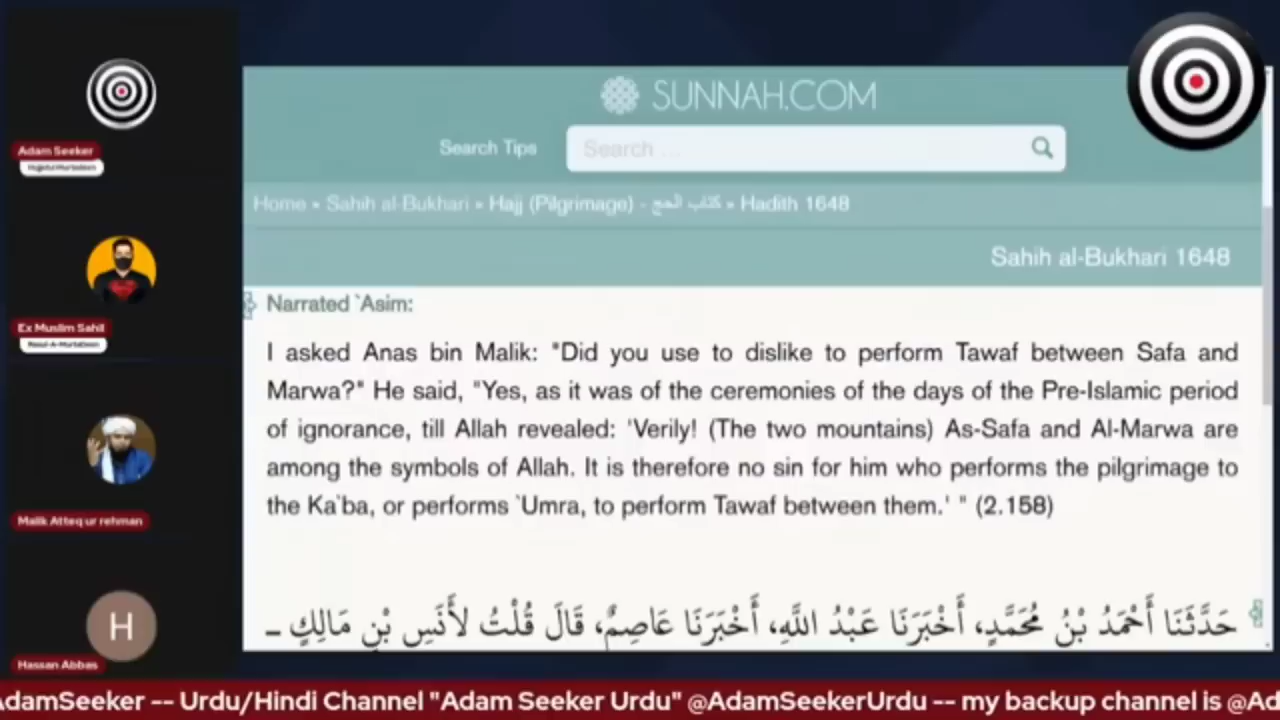 SUNNAH.COM
Search Tips
Search ...
Home » Sahih al-Bukhari » Hajj (Pilgrimage) - كتاب الحج » Hadith 1648
Sahih al-Bukhari 1648
Narrated `Asim:
I asked Anas bin Malik: "Did you use to dislike to perform Tawaf between Safa and
Marwa?" He said, "Yes, as it was of the ceremonies of the days of the Pre-Islamic period
of ignorance, till Allah revealed: 'Verily! (The two mountains) As-Safa and Al-Marwa are
among the symbols of Allah. It is therefore no sin for him who performs the pilgrimage to
the Ka`ba, or performs `Umra, to perform Tawaf between them.' " (2.158)
حَدَّثَنَا أَحْمَدُ بْنُ مُحَمَّدٍ، أَخْبَرَنَا عَبْدُ اللَّهِ، أَخْبَرَنَا عَاصِمٌ، قَالَ قُلْتُ لأَنَسِ بْنِ مَالِكٍ ـ
Adam Seeker
Ex Muslim Sahil
Malik Atteq ur rehman
H
Hassan Abbas
AdamSeeker -- Urdu/Hindi Channel "Adam Seeker Urdu" @AdamSeekerUrdu -- my backup channel is @Ad